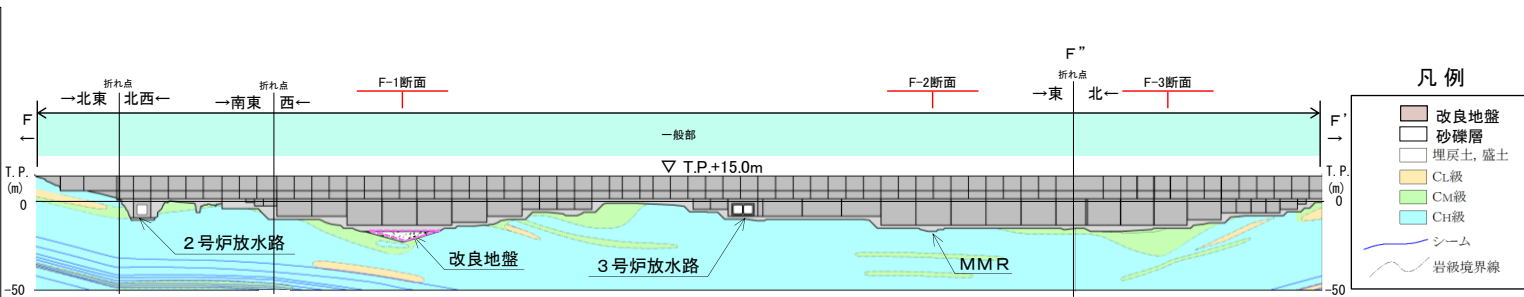 F”
折れ点
折れ点
F-1断面
F-2断面
折れ点
F-3断面
→北東
北西←
→南東
西←
→東
北←
F
←
F’
→
一般部
▽ T.P.+15.0m
T.P.
(m)
0
-50
T.P.
(m)
0
-50
2号炉放水路
改良地盤
3号炉放水路
MMR
凡例
改良地盤
砂礫層
埋戻土, 盛土
CL級
CM級
CH級
シーム
岩級境界線